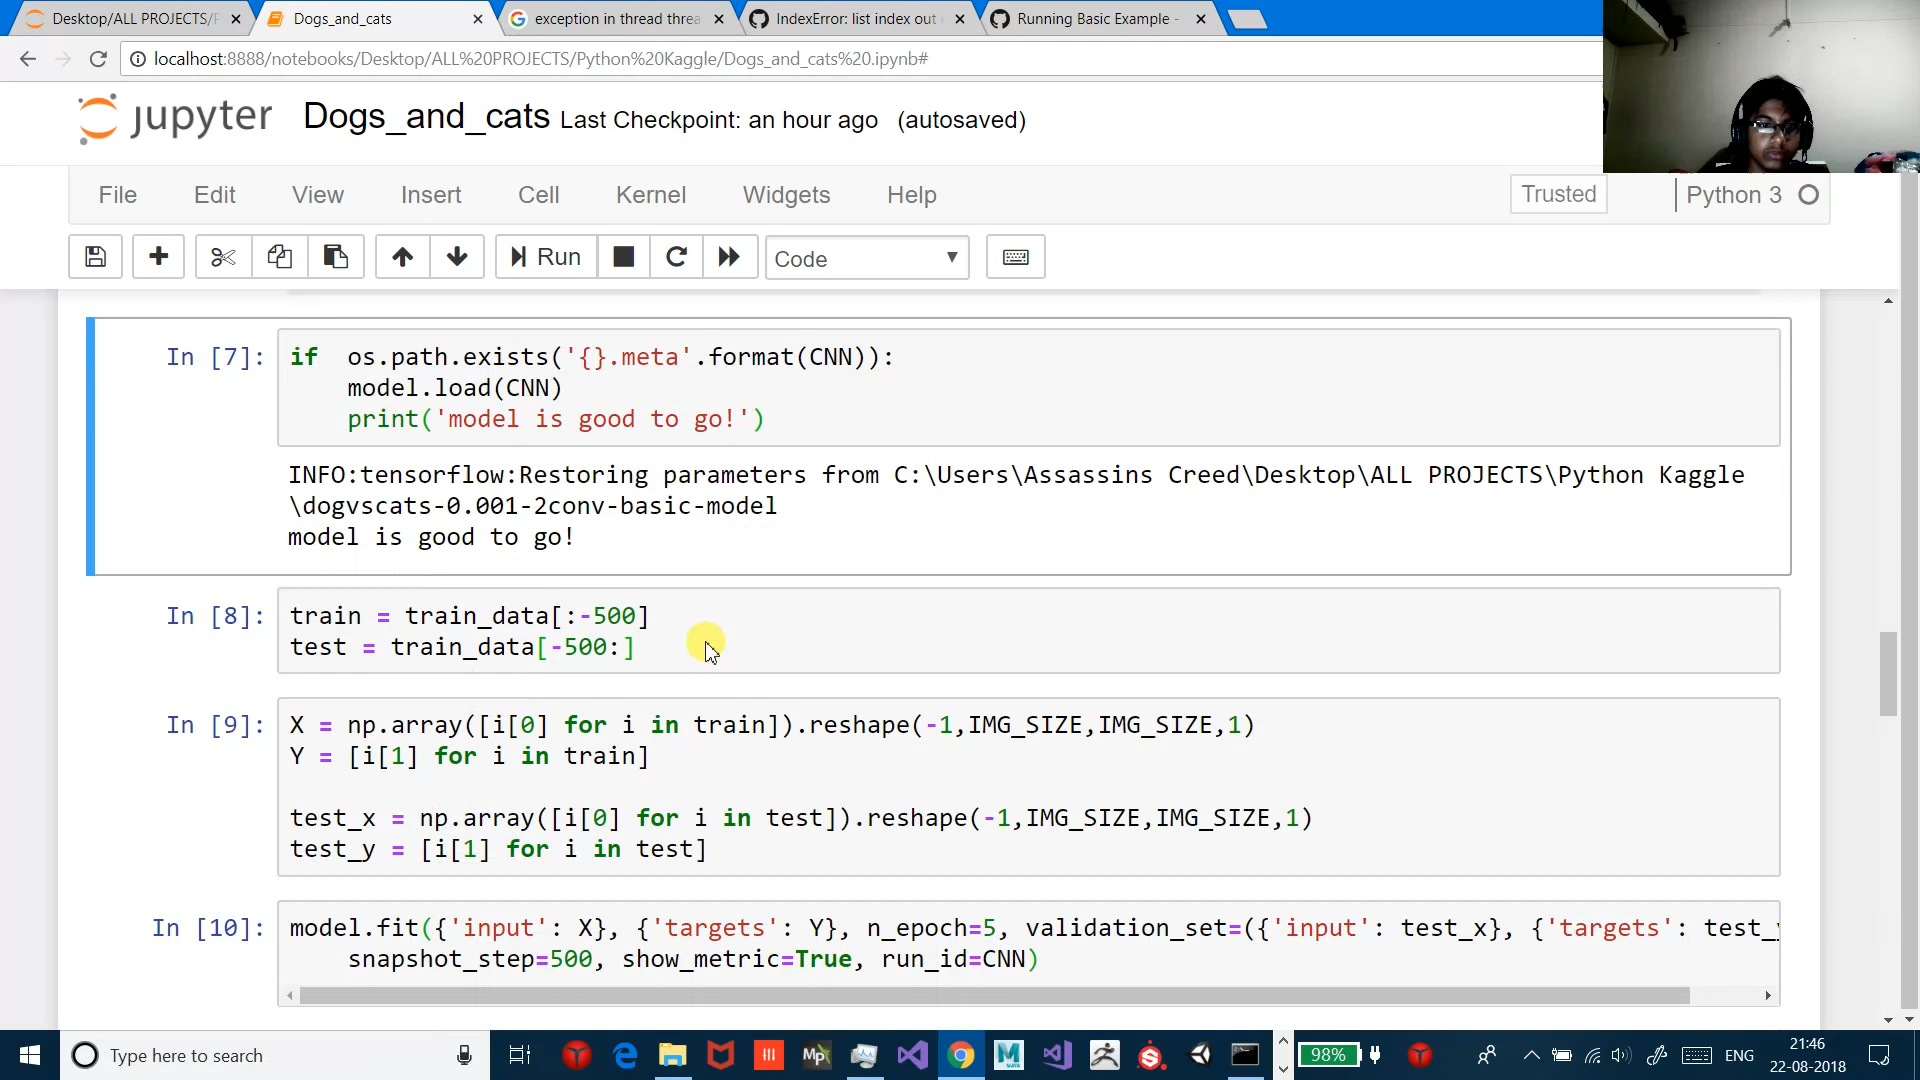 Desktop/ALL PROJECTS/P
Dogs_and_cats
exception in thread threa
IndexError: list index out
Running Basic Example -
localhost:8888/notebooks/Desktop/ALL%20PROJECTS/Python%20Kaggle/Dogs_and_cats%20.ipynb#
jupyter Dogs_and_cats Last Checkpoint: an hour ago (autosaved)
File Edit View Insert Cell Kernel Widgets Help Trusted Python 3
Run Code
In [7]: if  os.path.exists('{}.meta'.format(CNN)):
    model.load(CNN)
    print('model is good to go!')
INFO:tensorflow:Restoring parameters from C:\Users\Assassins Creed\Desktop\ALL PROJECTS\Python Kaggle
\dogvscats-0.001-2conv-basic-model
model is good to go!
In [8]: train = train_data[:-500]
test = train_data[-500:]
In [9]: X = np.array([i[0] for i in train]).reshape(-1,IMG_SIZE,IMG_SIZE,1)
Y = [i[1] for i in train]
test_x = np.array([i[0] for i in test]).reshape(-1,IMG_SIZE,IMG_SIZE,1)
test_y = [i[1] for i in test]
In [10]: model.fit({'input': X}, {'targets': Y}, n_epoch=5, validation_set=({'input': test_x}, {'targets': test_y
    snapshot_step=500, show_metric=True, run_id=CNN)
Type here to search
Mp
98%
ENG
21:46
22-08-2018